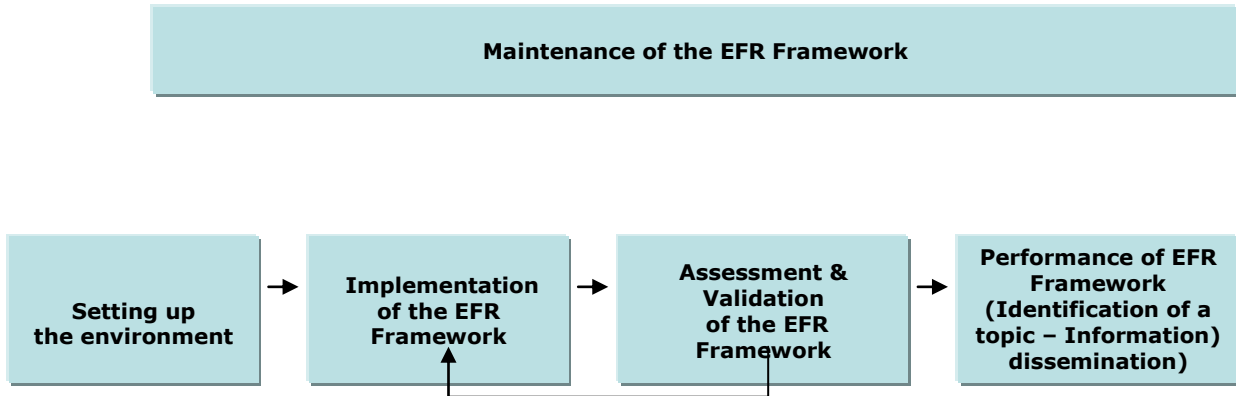 Maintenance of the EFR Framework
Setting up
the environment
Implementation
of the EFR
Framework
Assessment &
Validation
of the EFR
Framework
Performance of EFR
Framework
(Identification of a
topic – Information)
dissemination)